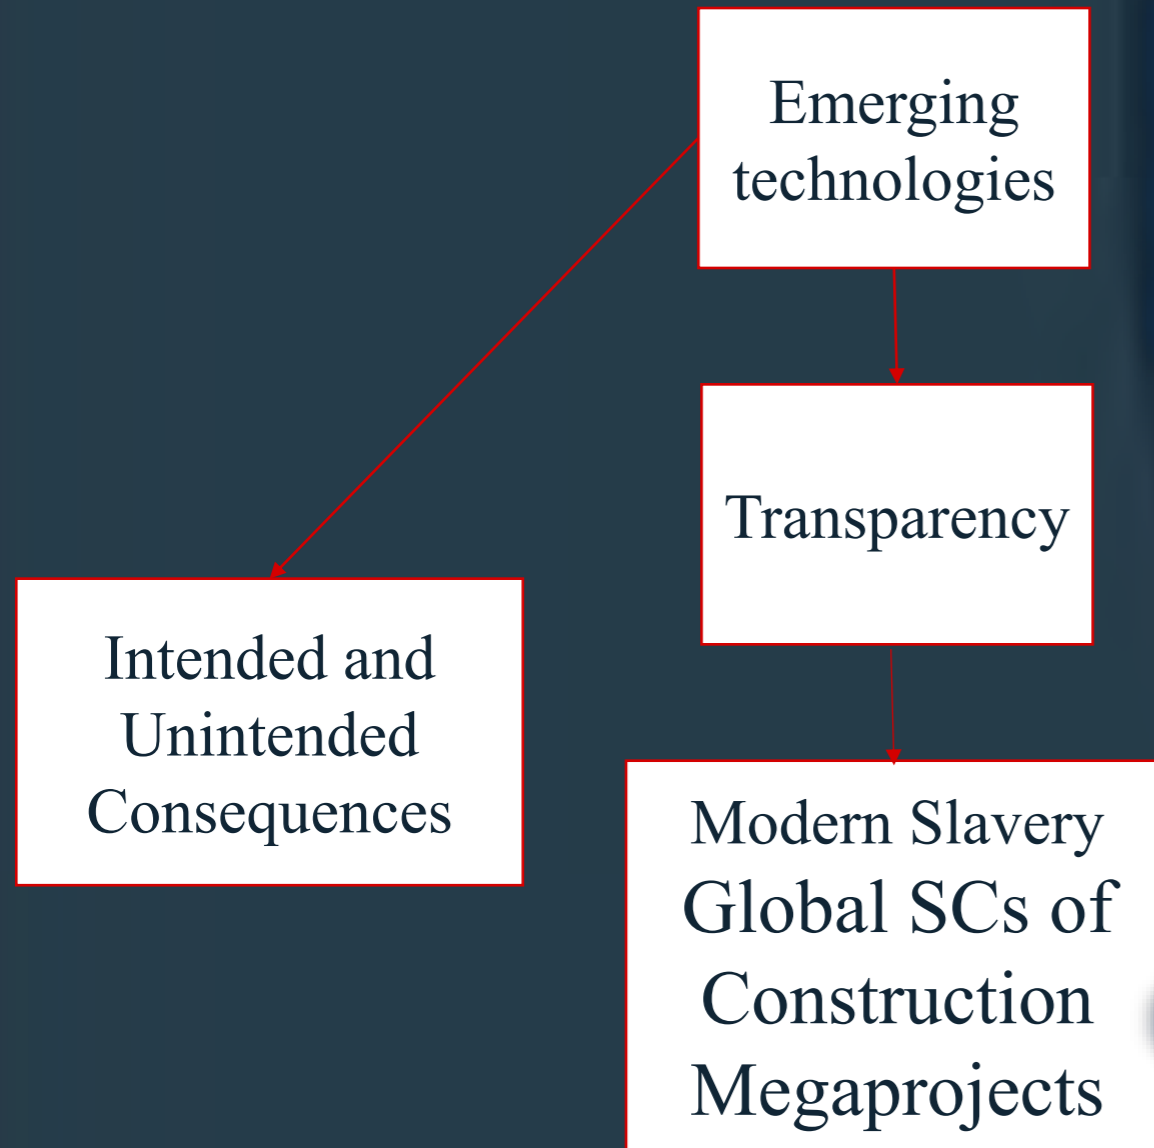 Emerging
technologies
Transparency
Intended and
Unintended
Consequences
Modern Slavery
Global SCs of
Construction
Megaprojects